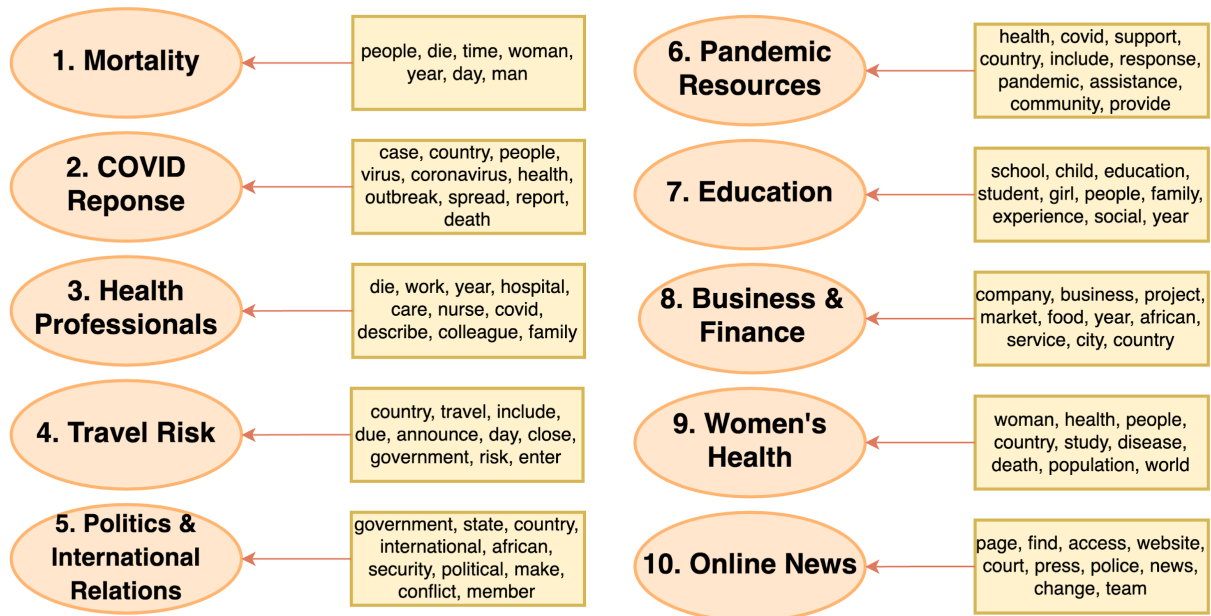 1. Mortality
people, die, time, woman,
year, day, man
2. COVID
Reponse
case, country, people,
virus, coronavirus, health,
outbreak, spread, report,
death
3. Health
Professionals
die, work, year, hospital,
care, nurse, covid,
describe, colleague, family
4. Travel Risk
country, travel, include,
due, announce, day, close,
government, risk, enter
5. Politics &
International
Relations
government, state, country,
international, african,
security, political, make,
conflict, member
6. Pandemic
Resources
health, covid, support,
country, include, response,
pandemic, assistance,
community, provide
7. Education
school, child, education,
student, girl, people, family,
experience, social, year
8. Business &
Finance
company, business, project,
market, food, year, african,
service, city, country
9. Women's
Health
woman, health, people,
country, study, disease,
death, population, world
10. Online News
page, find, access, website,
court, press, police, news,
change, team